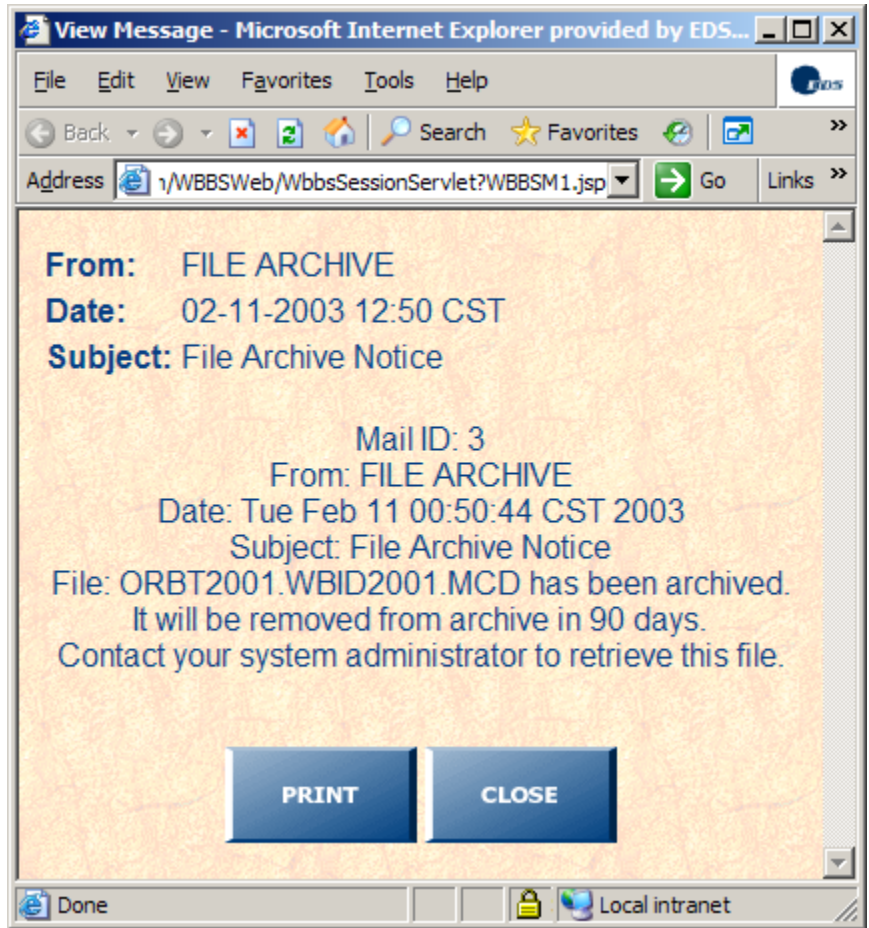 View Message - Microsoft Internet Explorer provided by EDS...
File Edit View Favorites Tools Help
Back Search Favorites »
Address 1/WBBSWeb/WbbsSessionServlet?WBBSM1.jsp Go Links »
From: FILE ARCHIVE
Date: 02-11-2003 12:50 CST
Subject: File Archive Notice
Mail ID: 3
From: FILE ARCHIVE
Date: Tue Feb 11 00:50:44 CST 2003
Subject: File Archive Notice
File: ORBT2001.WBID2001.MCD has been archived.
It will be removed from archive in 90 days.
Contact your system administrator to retrieve this file.
PRINT CLOSE
Done Local intranet